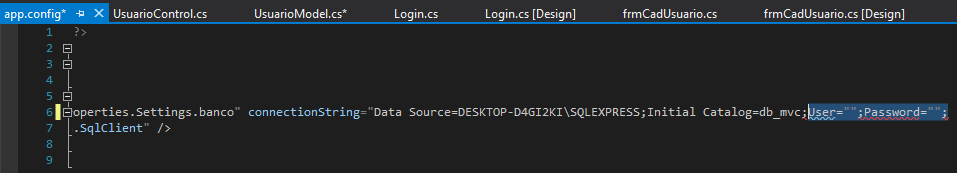 app.config* UsuarioControl.cs UsuarioModel.cs* Login.cs Login.cs [Design] frmCadUsuario.cs frmCadUsuario.cs [Design]
1 ?>
2
3
4
5
6 operties.Settings.banco" connectionString="Data Source=DESKTOP-D4GI2KI\SQLEXPRESS;Initial Catalog=db_mvc;User="";Password="";
7 .SqlClient" />
8
9